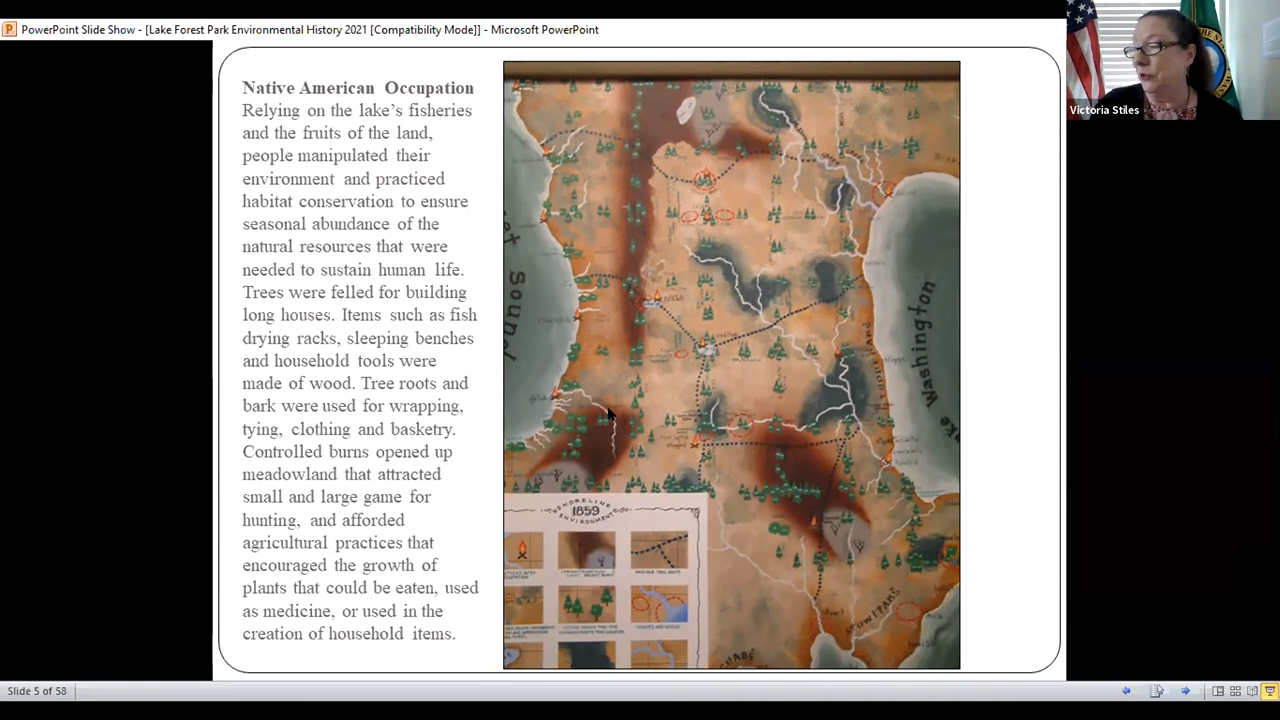 PowerPoint Slide Show - [Lake Forest Park Environmental History 2021 [Compatibility Mode]] - Microsoft PowerPoint
Victoria Stiles
Native American Occupation
Relying on the lake's fisheries
and the fruits of the land,
people manipulated their
environment and practiced
habitat conservation to ensure
seasonal abundance of the
natural resources that were
needed to sustain human life.
Trees were felled for building
long houses. Items such as fish
drying racks, sleeping benches
and household tools were
made of wood. Tree roots and
bark were used for wrapping,
tying, clothing and basketry.
Controlled burns opened up
meadowland that attracted
small and large game for
hunting, and afforded
agricultural practices that
encouraged the growth of
plants that could be eaten, used
as medicine, or used in the
creation of household items.
Sound
Washington
SHORELINE
1859
ENVIRONMENT
Slide 5 of 58